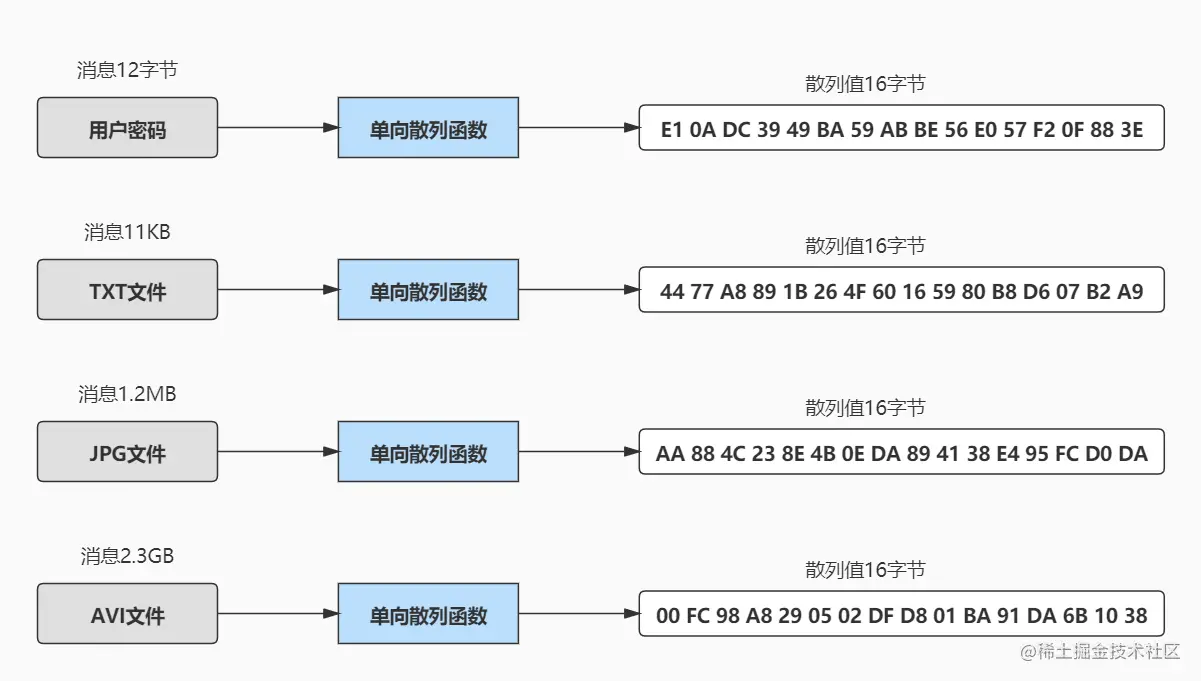 消息12字节
散列值16字节
用户密码
单向散列函数
E1 0A DC 39 49 BA 59 AB BE 56 E0 57 F2 0F 88 3E
消息11KB
散列值16字节
TXT文件
单向散列函数
44 77 A8 89 1B 26 4F 60 16 59 80 B8 D6 07 B2 A9
消息1.2MB
散列值16字节
JPG文件
单向散列函数
AA 88 4C 23 8E 4B 0E DA 89 41 38 E4 95 FC D0 DA
消息2.3GB
散列值16字节
AVI文件
单向散列函数
00 FC 98 A8 29 05 02 DF D8 01 BA 91 DA 6B 10 38
@稀土掘金技术社区